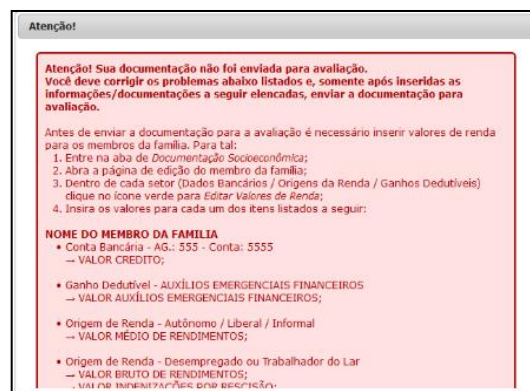 Atenção!
Atenção! Sua documentação não foi enviada para avaliação.
Você deve corrigir os problemas abaixo listados e, somente após inseridas as
informações/documentações a seguir elencadas, enviar a documentação para
avaliação.
Antes de enviar a documentação para a avaliação é necessário inserir valores de renda
para os membros da família. Para tal:
1. Entre na aba de Documentação Socioeconômica;
2. Abra a página de edição do membro da família;
3. Dentro de cada setor (Dados Bancários / Origens da Renda / Ganhos Dedutíveis)
clique no ícone verde para Editar Valores de Renda;
4. Insira os valores para cada um dos itens listados a seguir:
NOME DO MEMBRO DA FAMILIA
• Conta Bancária - AG.: 555 - Conta: 5555
→ VALOR CREDITO;
• Ganho Dedutível - AUXÍLIOS EMERGENCIAIS FINANCEIROS
→ VALOR AUXÍLIOS EMERGENCIAIS FINANCEIROS;
• Origem de Renda - Autônomo / Liberal / Informal
→ VALOR MÉDIO DE RENDIMENTOS;
• Origem de Renda - Desempregado ou Trabalhador do Lar
→ VALOR BRUTO DE RENDIMENTOS;
→ VALOR INDENIZAÇÕES POR RESCISÃO;